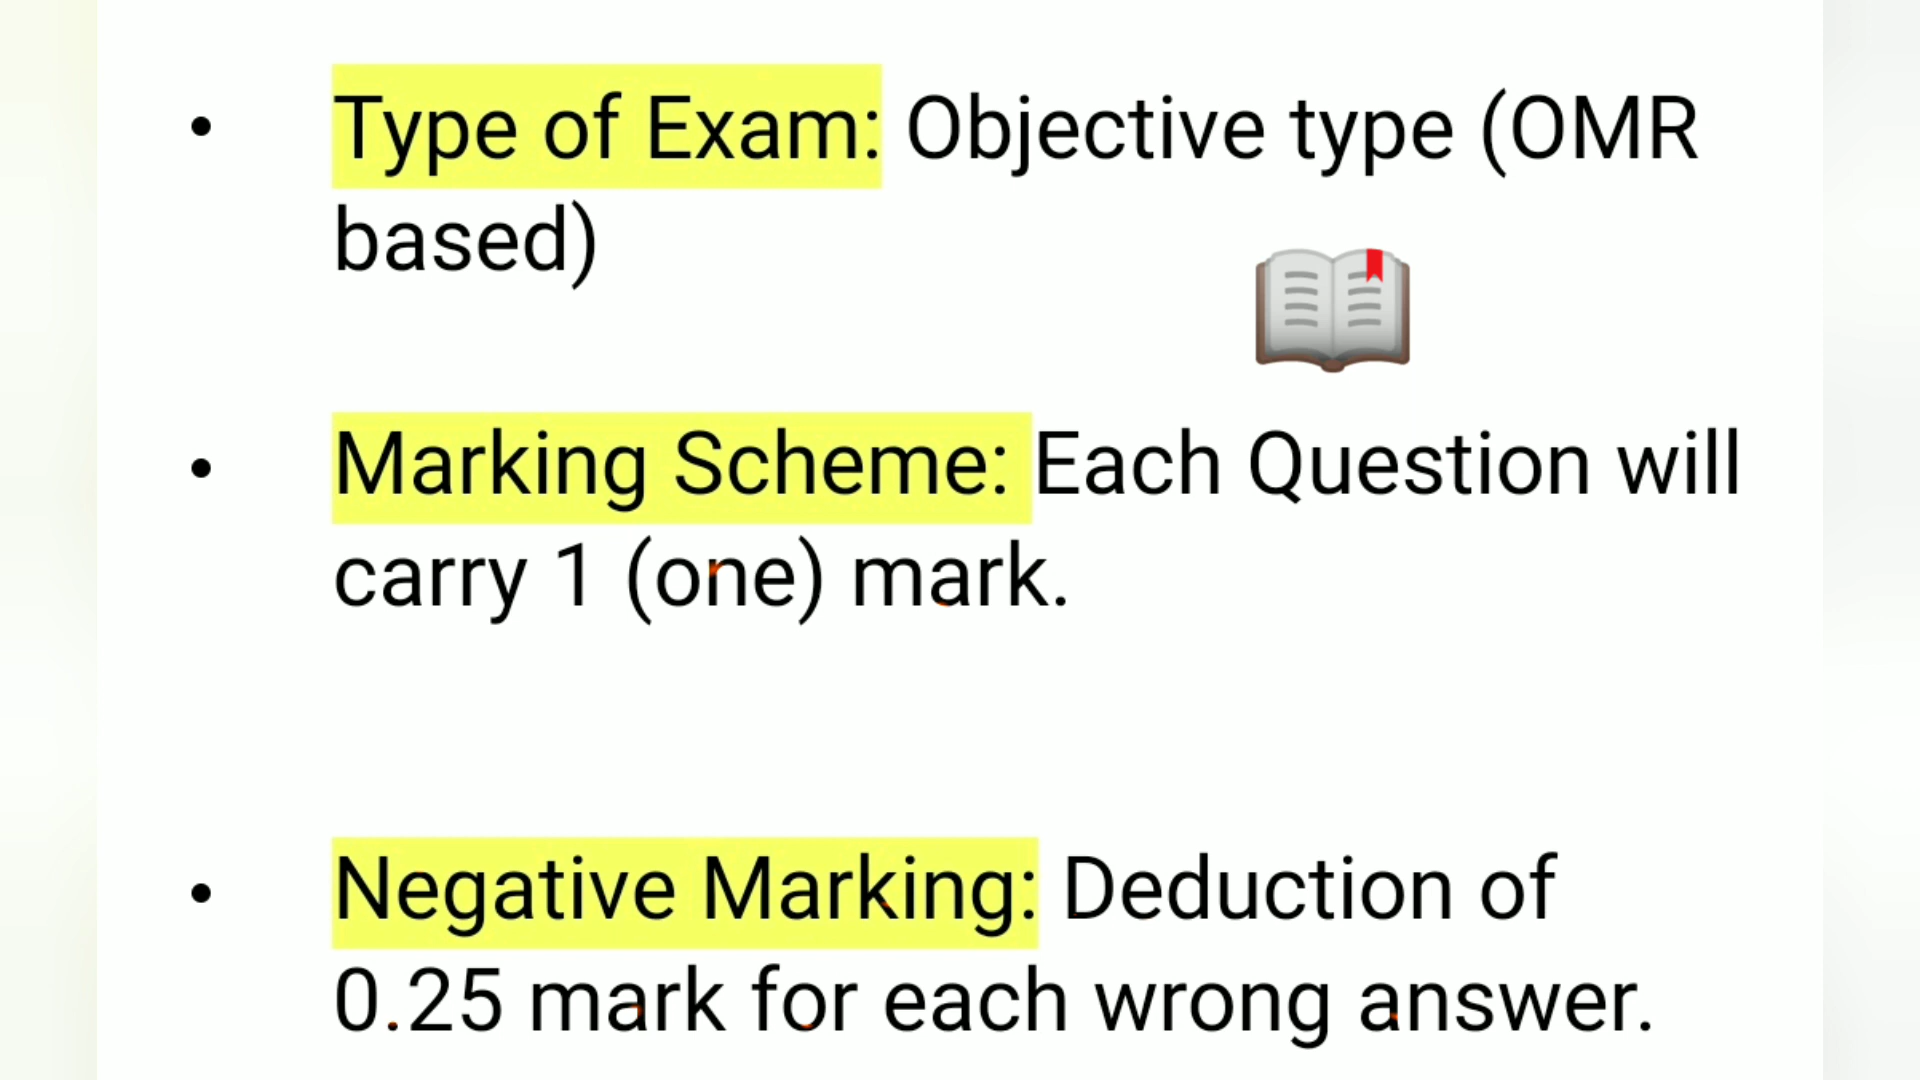 • Type of Exam: Objective type (OMR
based)
• Marking Scheme: Each Question will
carry 1 (one) mark.
• Negative Marking: Deduction of
0.25 mark for each wrong answer.